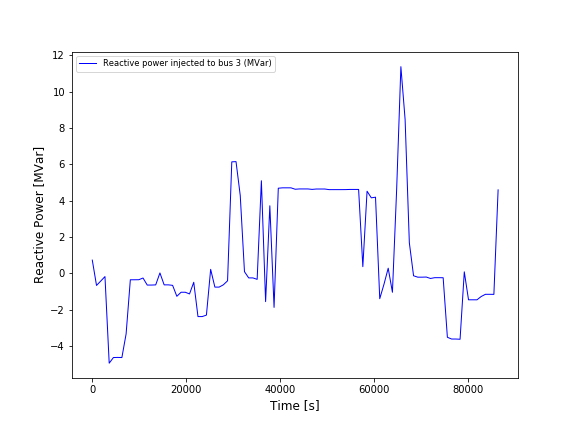 12
Reactive power injected to bus 3 (MVar)
10
8
6
4
2
0
−2
−4
Reactive Power [MVar]
0 20000 40000 60000 80000
Time [s]